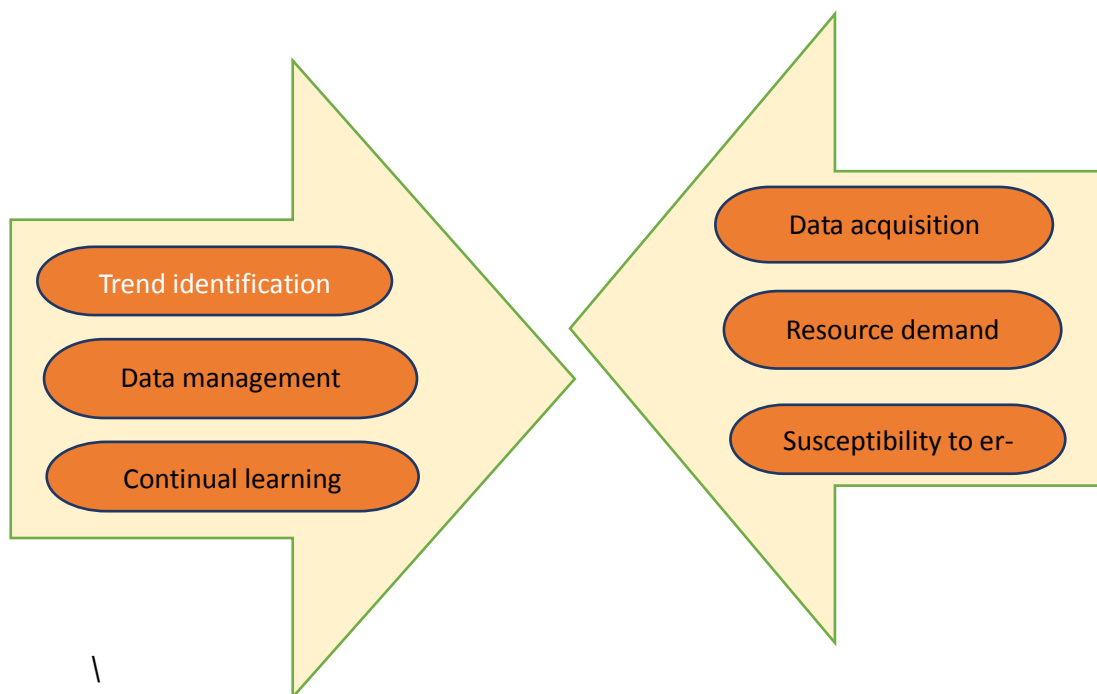 Trend identification
Data management
Continual learning
Data acquisition
Resource demand
Susceptibility to er-
\